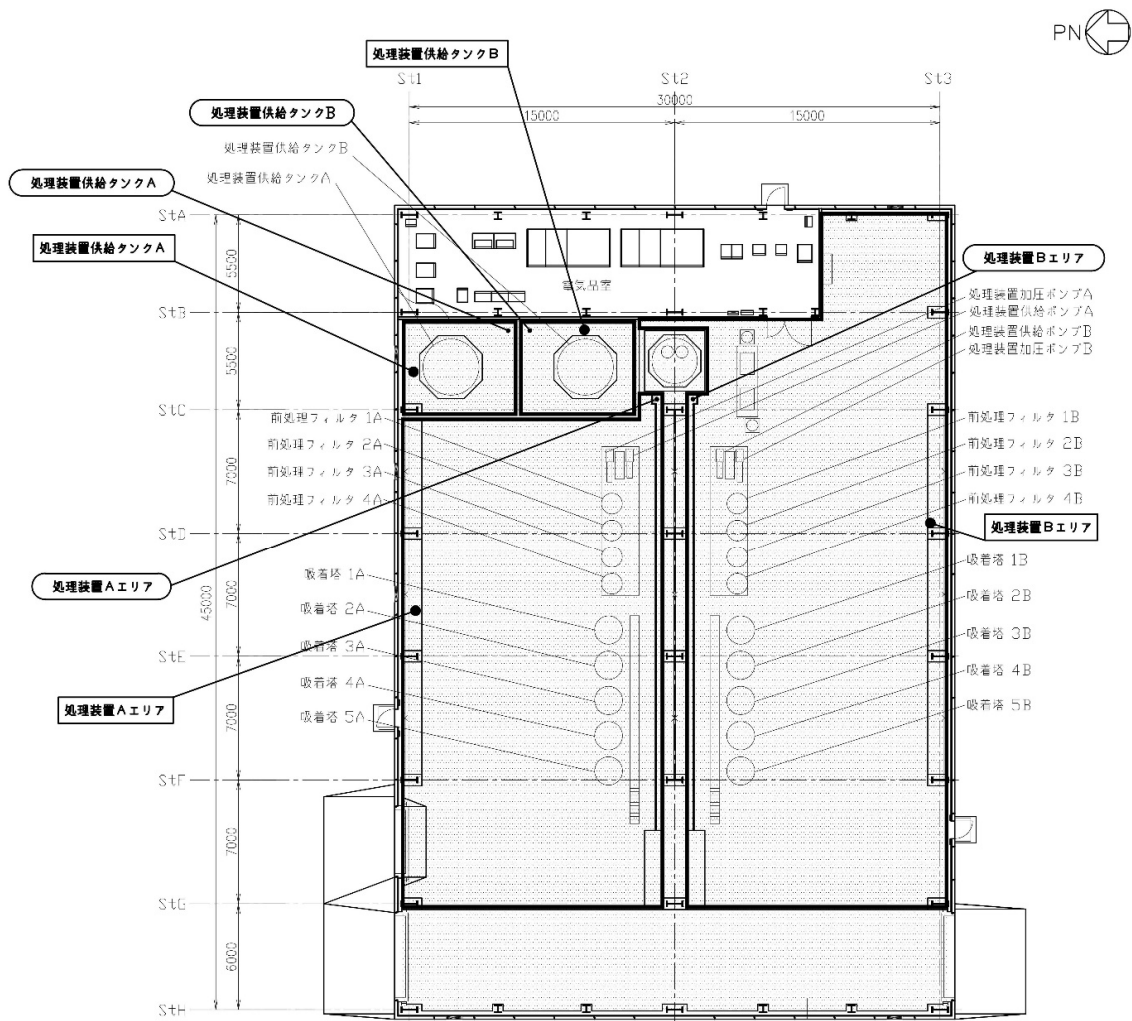 PN
処理装置供給タンクB
St1
St2
St3
30000
15000
15000
処理装置供給タンクB
処理装置供給タンクB
処理装置供給タンクA
処理装置供給タンクA
処理装置供給タンクA
StA
5500
電気品室
処理装置Bエリア
処理装置加圧ポンプA
処理装置供給ポンプA
処理装置供給ポンプB
処理装置加圧ポンプB
StB
5500
StC
前処理フィルタ 1A
前処理フィルタ 2A
前処理フィルタ 3A
前処理フィルタ 4A
前処理フィルタ 1B
前処理フィルタ 2B
前処理フィルタ 3B
前処理フィルタ 4B
7000
StD
処理装置Bエリア
処理装置Aエリア
45000
7000
吸着塔 1A
吸着塔 2A
吸着塔 3A
吸着塔 4A
吸着塔 5A
吸着塔 1B
吸着塔 2B
吸着塔 3B
吸着塔 4B
吸着塔 5B
StE
処理装置Aエリア
7000
StF
7000
StG
6000
StH